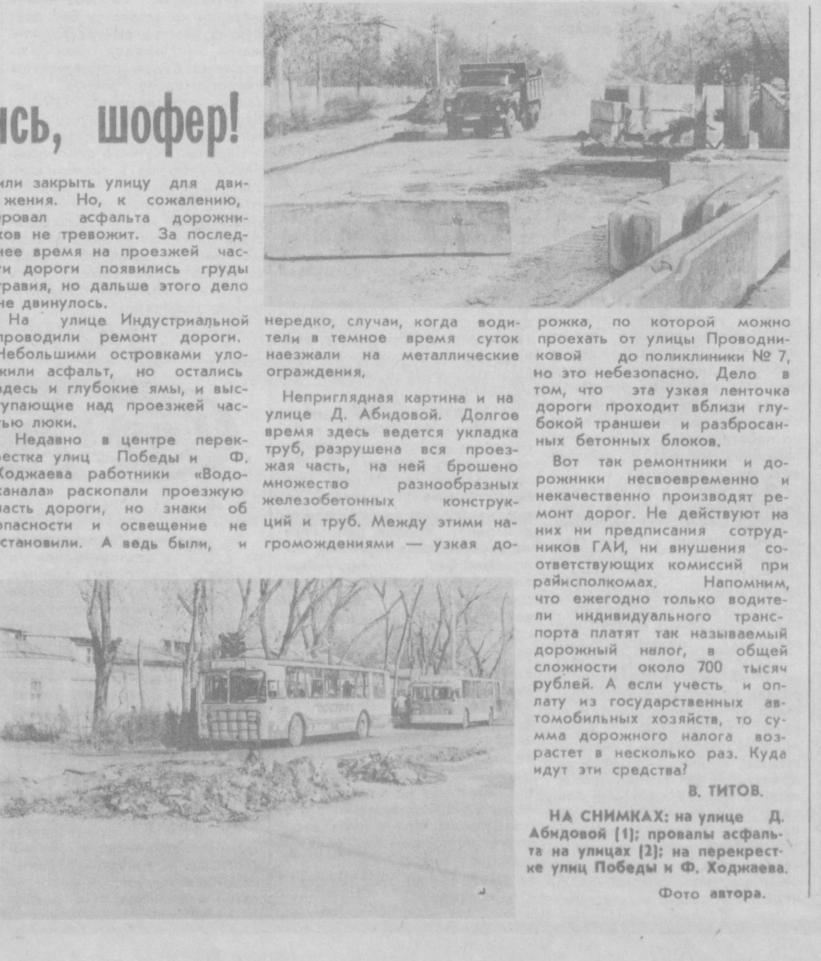 ись, шофер!
или закрыть улицу для дви-
жения. Но, к сожалению,
провал асфальта дорожни-
ков не тревожит. За послед-
нее время на проезжей час-
ти дороги появились груды
гравия, но дальше этого дело
не двинулось.
На улице Индустриальной
проводили ремонт дороги.
Небольшими островками уло-
жили асфальт, но остались
здесь и глубокие ямы, и выс-
тупающие над проезжей час-
тью люки.
Недавно в центре перек-
рестка улиц Победы и Ф.
Ходжаева работники «Водо-
канала» раскопали проезжую
часть дороги, но знаки об
опасности и освещение не
установили. А ведь были, и
нередко, случаи, когда води-
тели в темное время суток
наезжали на металлические
ограждения.
Неприглядная картина и на
улице Д. Абидовой. Долгое
время здесь ведется укладка
труб, разрушена вся проез-
жая часть, на ней брошено
множество разнообразных
железобетонных конструк-
ций и труб. Между этими на-
громождениями — узкая до-
рожка, по которой можно
проехать от улицы Проводни-
ковой до поликлиники № 7,
но это небезопасно. Дело в
том, что эта узкая ленточка
дороги проходит вблизи глу-
бокой траншеи и разбросан-
ных бетонных блоков.
Вот так ремонтники и до-
рожники несвоевременно и
некачественно производят ре-
монт дорог. Не действуют на
них ни предписания сотруд-
ников ГАИ, ни внушения со-
ответствующих комиссий при
райисполкомах. Напомним,
что ежегодно только водите-
ли индивидуального транс-
порта платят так называемый
дорожный налог, в общей
сложности около 700 тысяч
рублей. А если учесть и оп-
лату из государственных ав-
томобильных хозяйств, то су-
мма дорожного налога воз-
растет в несколько раз. Куда
идут эти средства?
В. ТИТОВ.
НА СНИМКАХ: на улице Д.
Абидовой (1); провалы асфаль-
та на улицах (2); на перекрест-
ке улиц Победы и Ф. Ходжаева.
Фото автора.